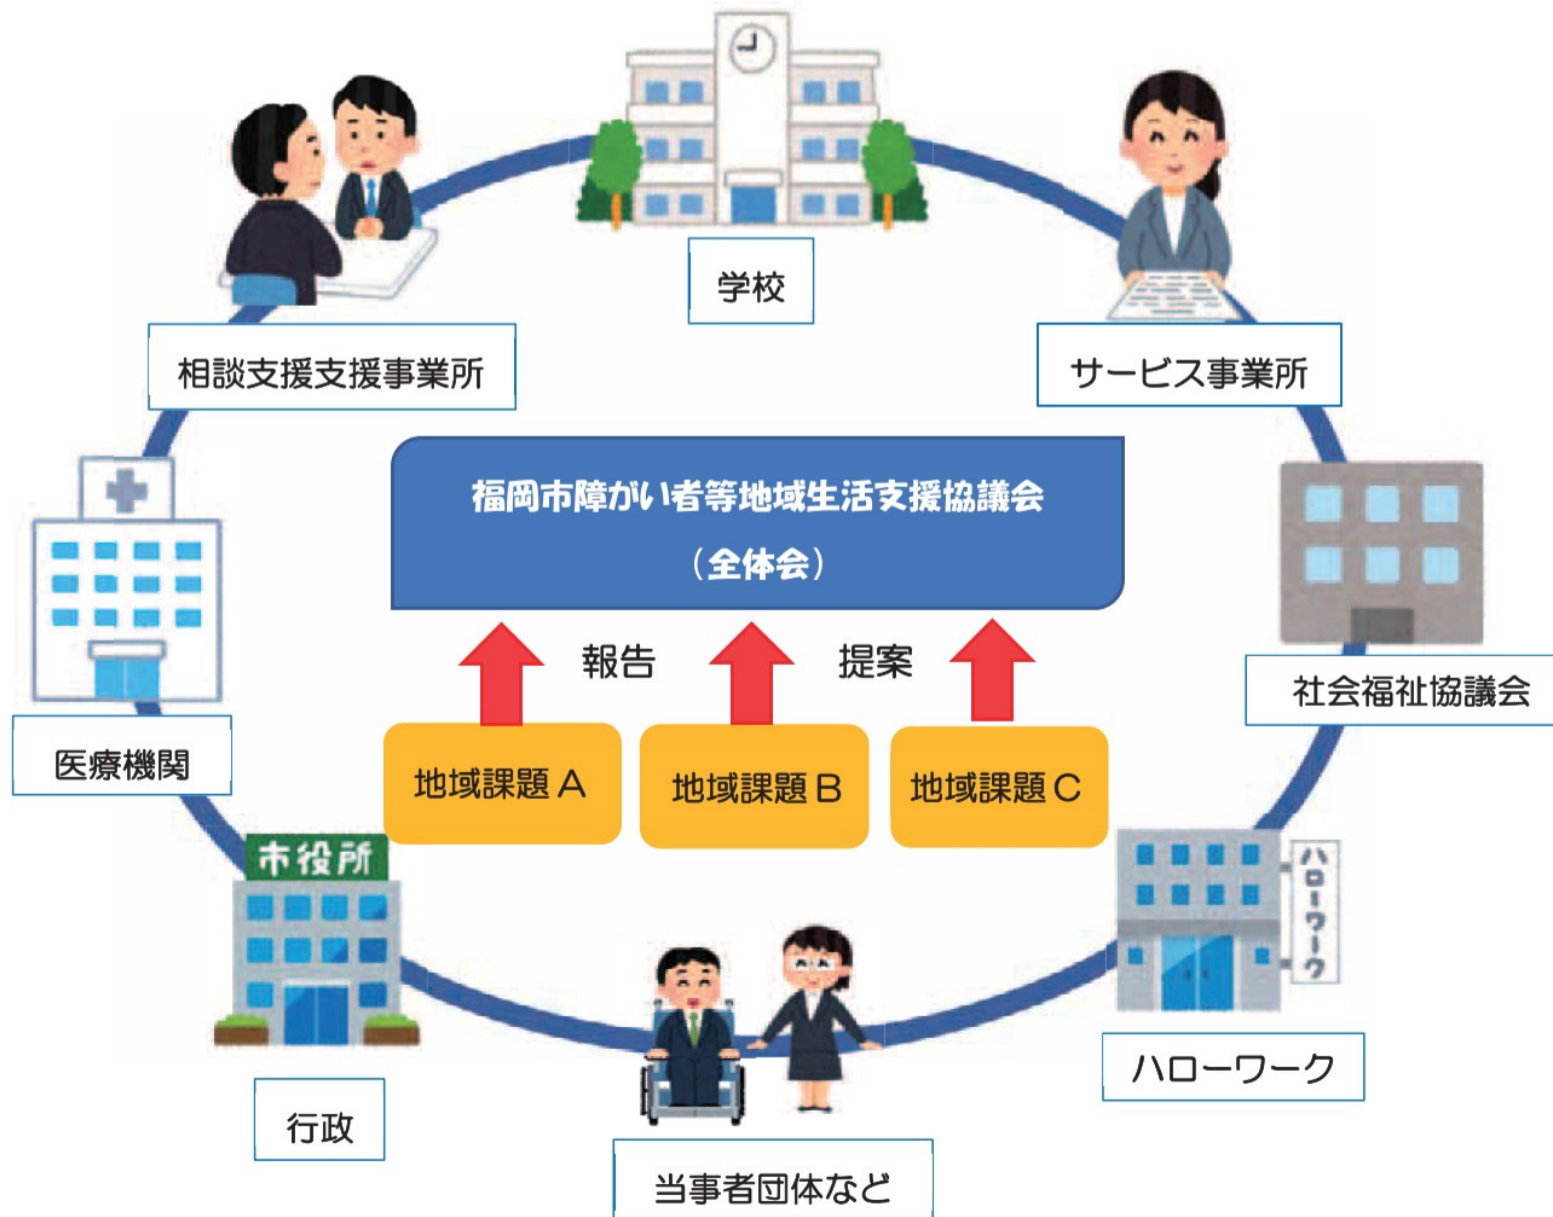 学校
相談支援支援事業所
サービス事業所
福岡市障がい者等地域生活支援協議会
（全体会）
報告
提案
社会福祉協議会
医療機関
地域課題A
地域課題B
地域課題C
市役所
ハローワーク
ハローワーク
行政
当事者団体など